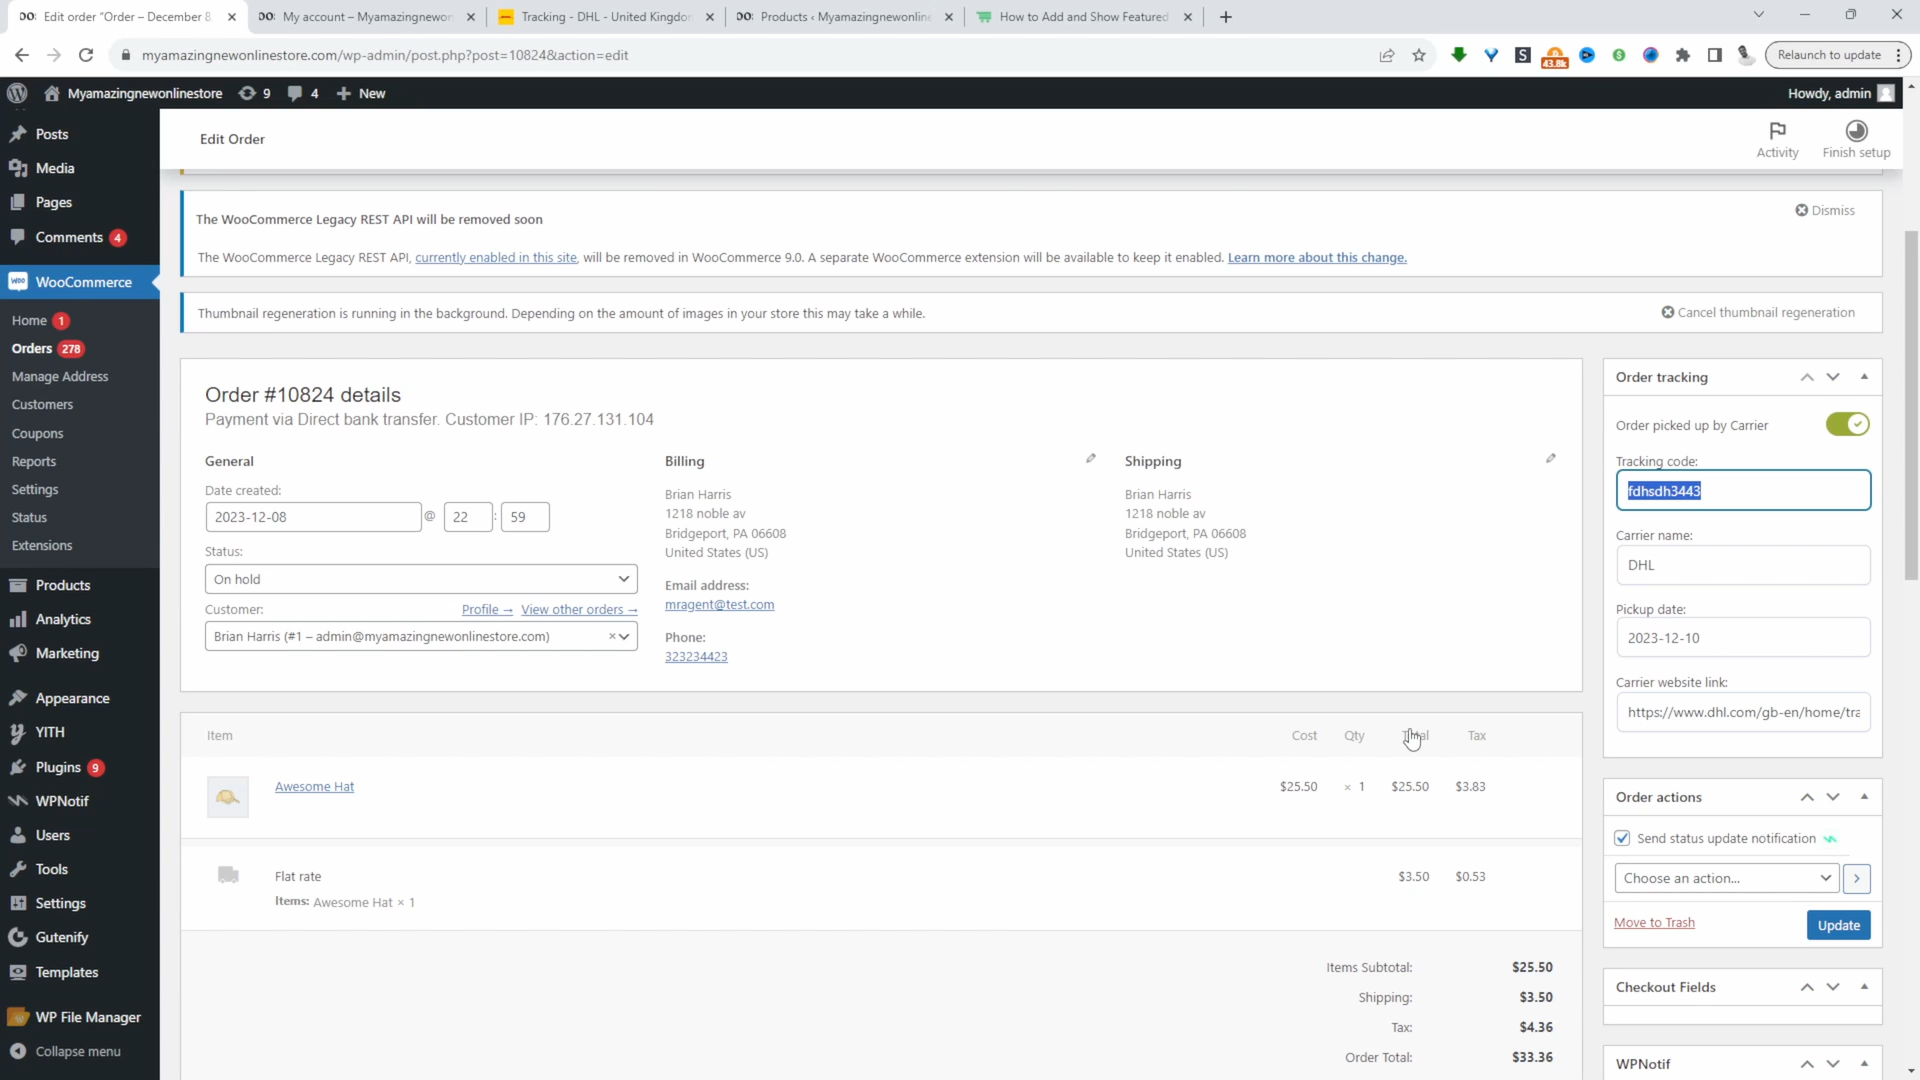 Edit order "Order – December 8,
My account – Myamazingnewon
Tracking - DHL - United Kingdon
Products ‹ Myamazingnewonline
How to Add and Show Featured
myamazingnewonlinestore.com/wp-admin/post.php?post=10824&action=edit
43.8k
Relaunch to update
Myamazingnewonlinestore
9
4
New
Howdy, admin
Posts
Media
Pages
Comments 4
WooCommerce
Home 1
Orders 278
Manage Address
Customers
Coupons
Reports
Settings
Status
Extensions
Products
Analytics
Marketing
Appearance
YITH
Plugins 9
WPNotif
Users
Tools
Settings
Gutenify
Templates
WP File Manager
Collapse menu
Edit Order
Activity
Finish setup
The WooCommerce Legacy REST API will be removed soon
Dismiss
The WooCommerce Legacy REST API, currently enabled in this site, will be removed in WooCommerce 9.0. A separate WooCommerce extension will be available to keep it enabled. Learn more about this change.
Thumbnail regeneration is running in the background. Depending on the amount of images in your store this may take a while.
Cancel thumbnail regeneration
Order #10824 details
Payment via Direct bank transfer. Customer IP: 176.27.131.104
General
Date created:
2023-12-08 @ 22 : 59
Status:
On hold
Customer:
Profile → View other orders →
Brian Harris (#1 – admin@myamazingnewonlinestore.com) ×
Billing
Brian Harris
1218 noble av
Bridgeport, PA 06608
United States (US)
Email address:
mragent@test.com
Phone:
323234423
Shipping
Brian Harris
1218 noble av
Bridgeport, PA 06608
United States (US)
Item Cost Qty Total Tax
Awesome Hat $25.50 × 1 $25.50 $3.83
Flat rate $3.50 $0.53
Items: Awesome Hat × 1
Items Subtotal: $25.50
Shipping: $3.50
Tax: $4.36
Order Total: $33.36
Order tracking
Order picked up by Carrier
Tracking code:
fdhsdh3443
Carrier name:
DHL
Pickup date:
2023-12-10
Carrier website link:
https://www.dhl.com/gb-en/home/tra
Order actions
Send status update notification
Choose an action...
Move to Trash
Update
Checkout Fields
WPNotif